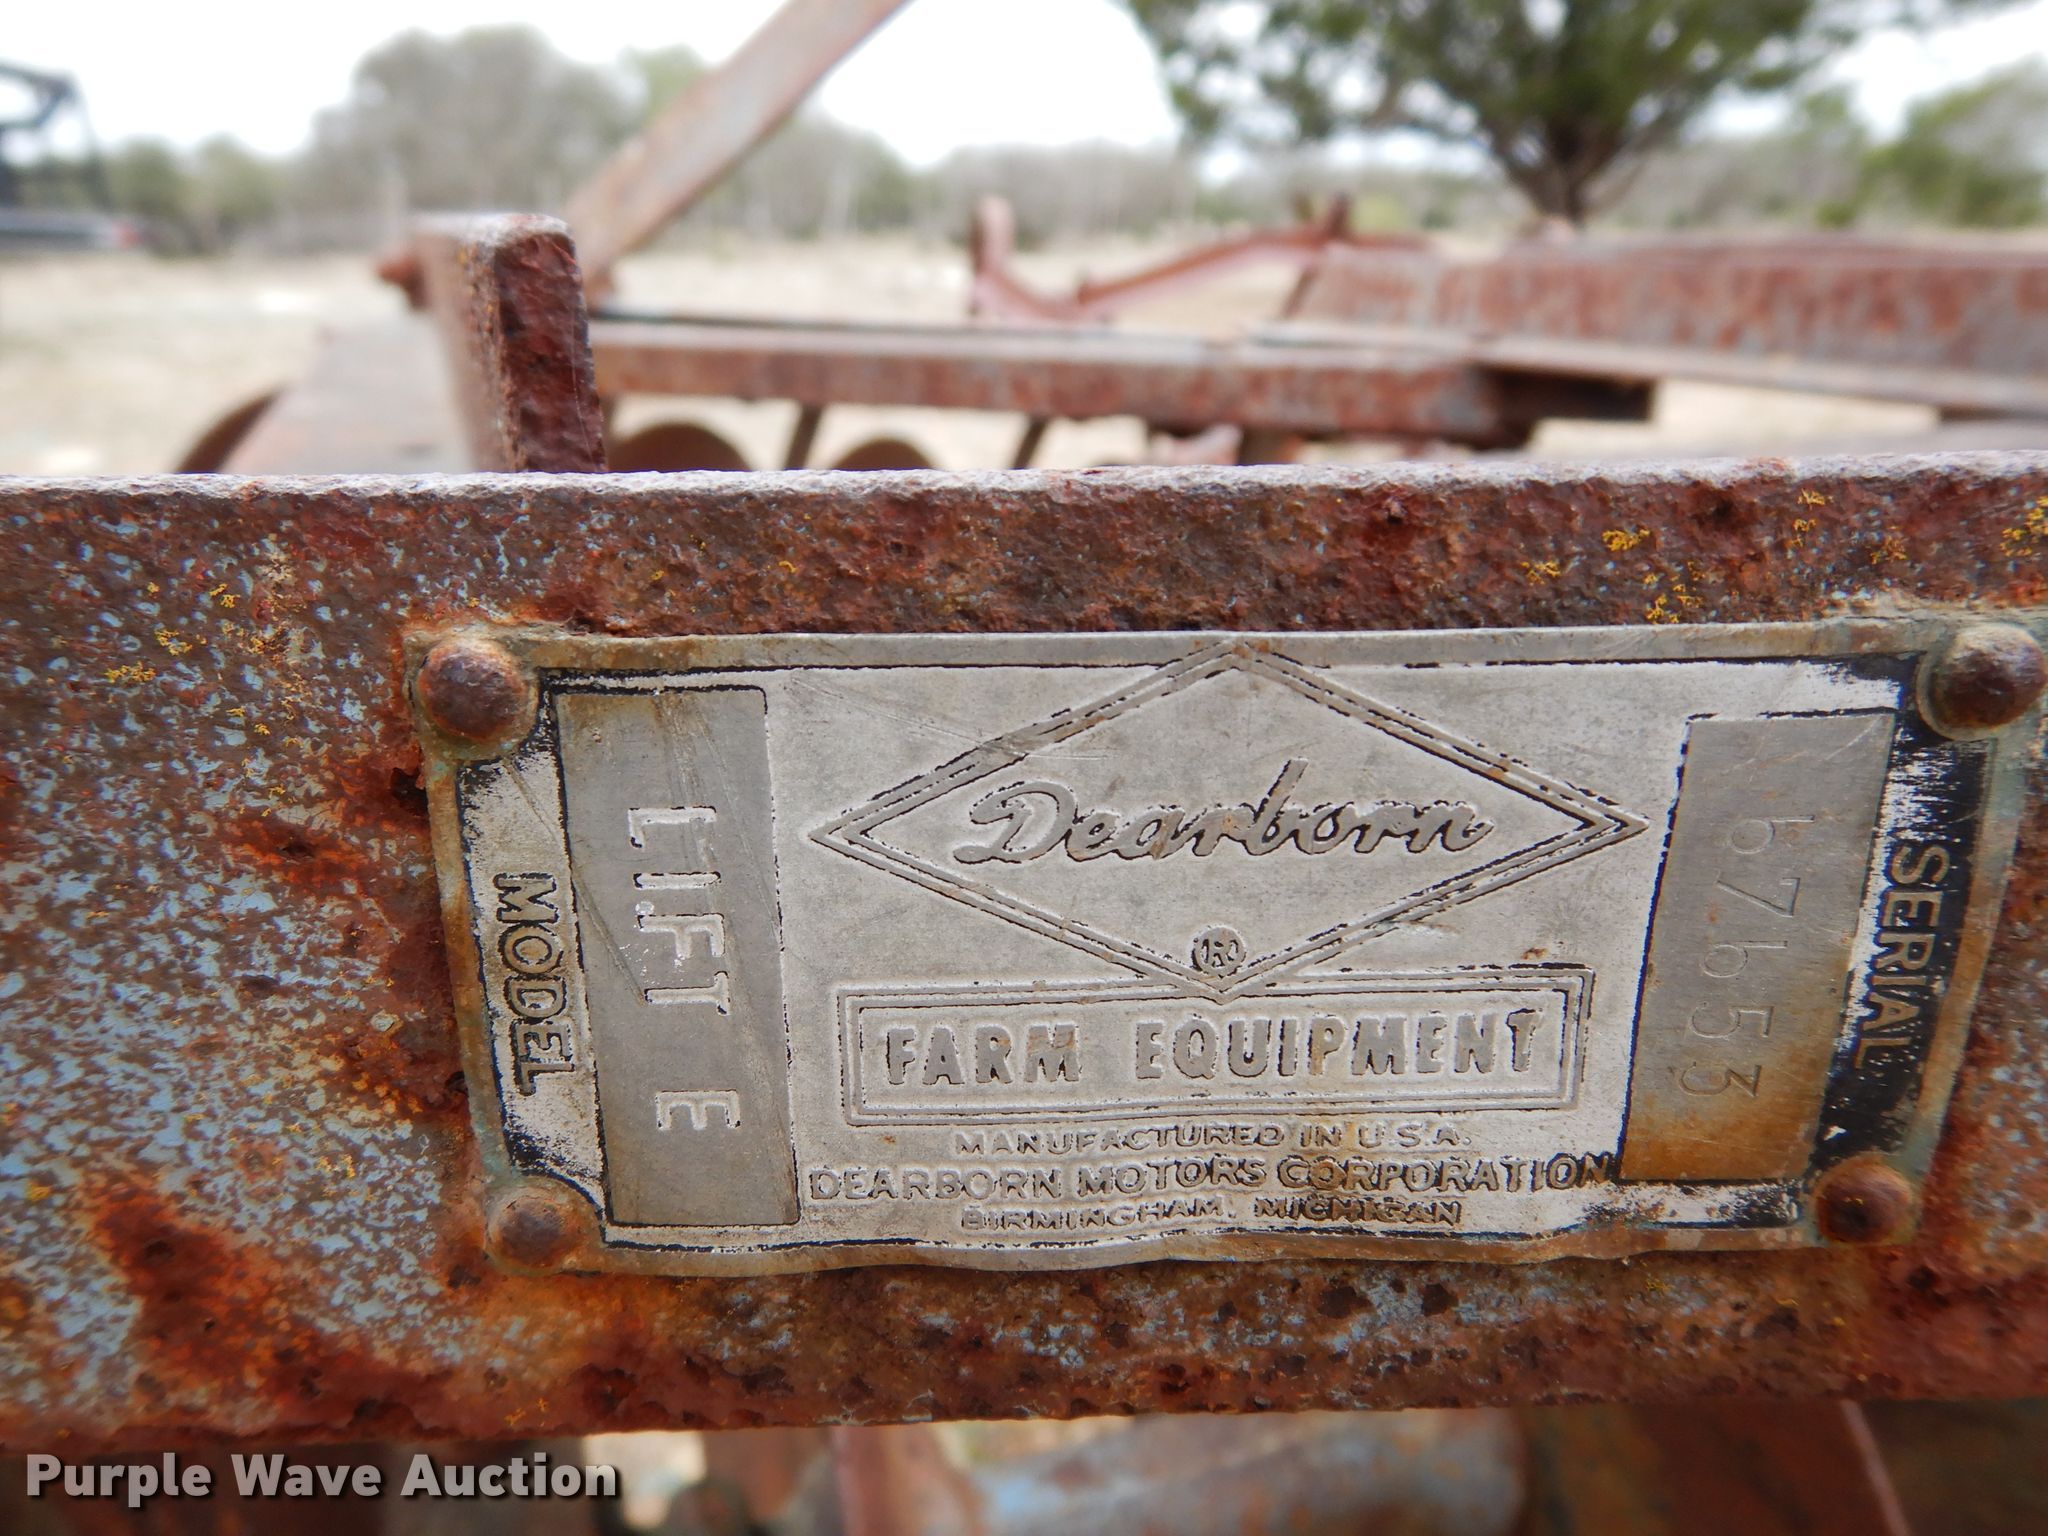 MODEL
LIFT E
Dearborn
®
FARM EQUIPMENT
MANUFACTURED IN U.S.A.
DEARBORN MOTORS CORPORATION
BIRMINGHAM, MICHIGAN
67653
SERIAL
Purple Wave Auction